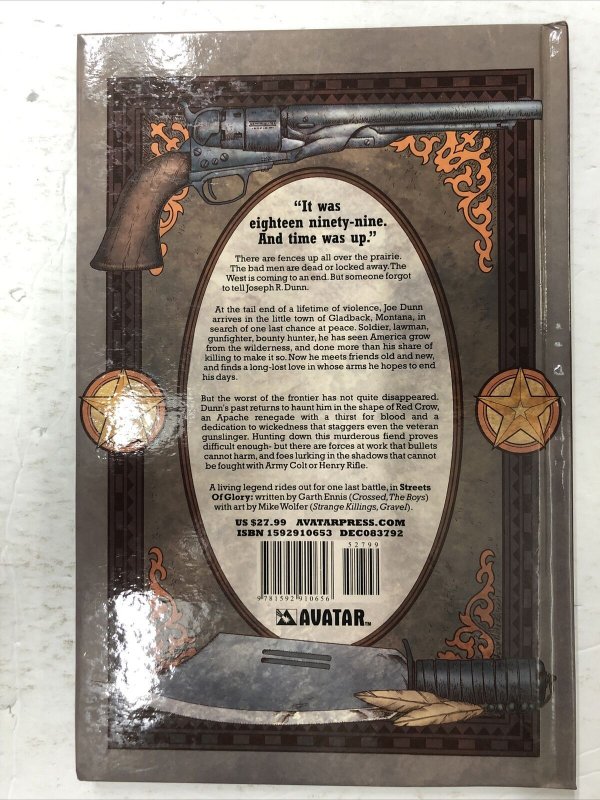 “It was
eighteen ninety-nine.
And time was up.”
There are fences up all over the prairie.
The bad men are dead or locked away. The
West is coming to an end. But someone forgot
to tell Joseph R. Dunn.
At the tail end of a lifetime of violence, Joe Dunn
arrives in the little town of Gladback, Montana, in
search of one last chance at peace. Soldier, lawman,
gunfighter, bounty hunter, he has seen America grow
from the wilderness, and done more than his share of
killing to make it so. Now he meets friends old and new,
and finds a long-lost love in whose arms he hopes to end
his days.
But the worst of the frontier has not quite disappeared.
Dunn's past returns to haunt him in the shape of Red Crow,
an Apache renegade with a thirst for blood and a
dedication to wickedness that staggers even the veteran
gunslinger. Hunting down this murderous fiend proves
difficult enough- but there are forces at work that bullets
cannot harm, and foes lurking in the shadows that cannot
be fought with Army Colt or Henry Rifle.
A living legend rides out for one last battle, in Streets
Of Glory: written by Garth Ennis (Crossed, The Boys)
with art by Mike Wolfer (Strange Killings, Gravel).
US $27.99 AVATARPRESS.COM
ISBN 1592910653 DEC083792
52799
9781592910656
AVATAR™